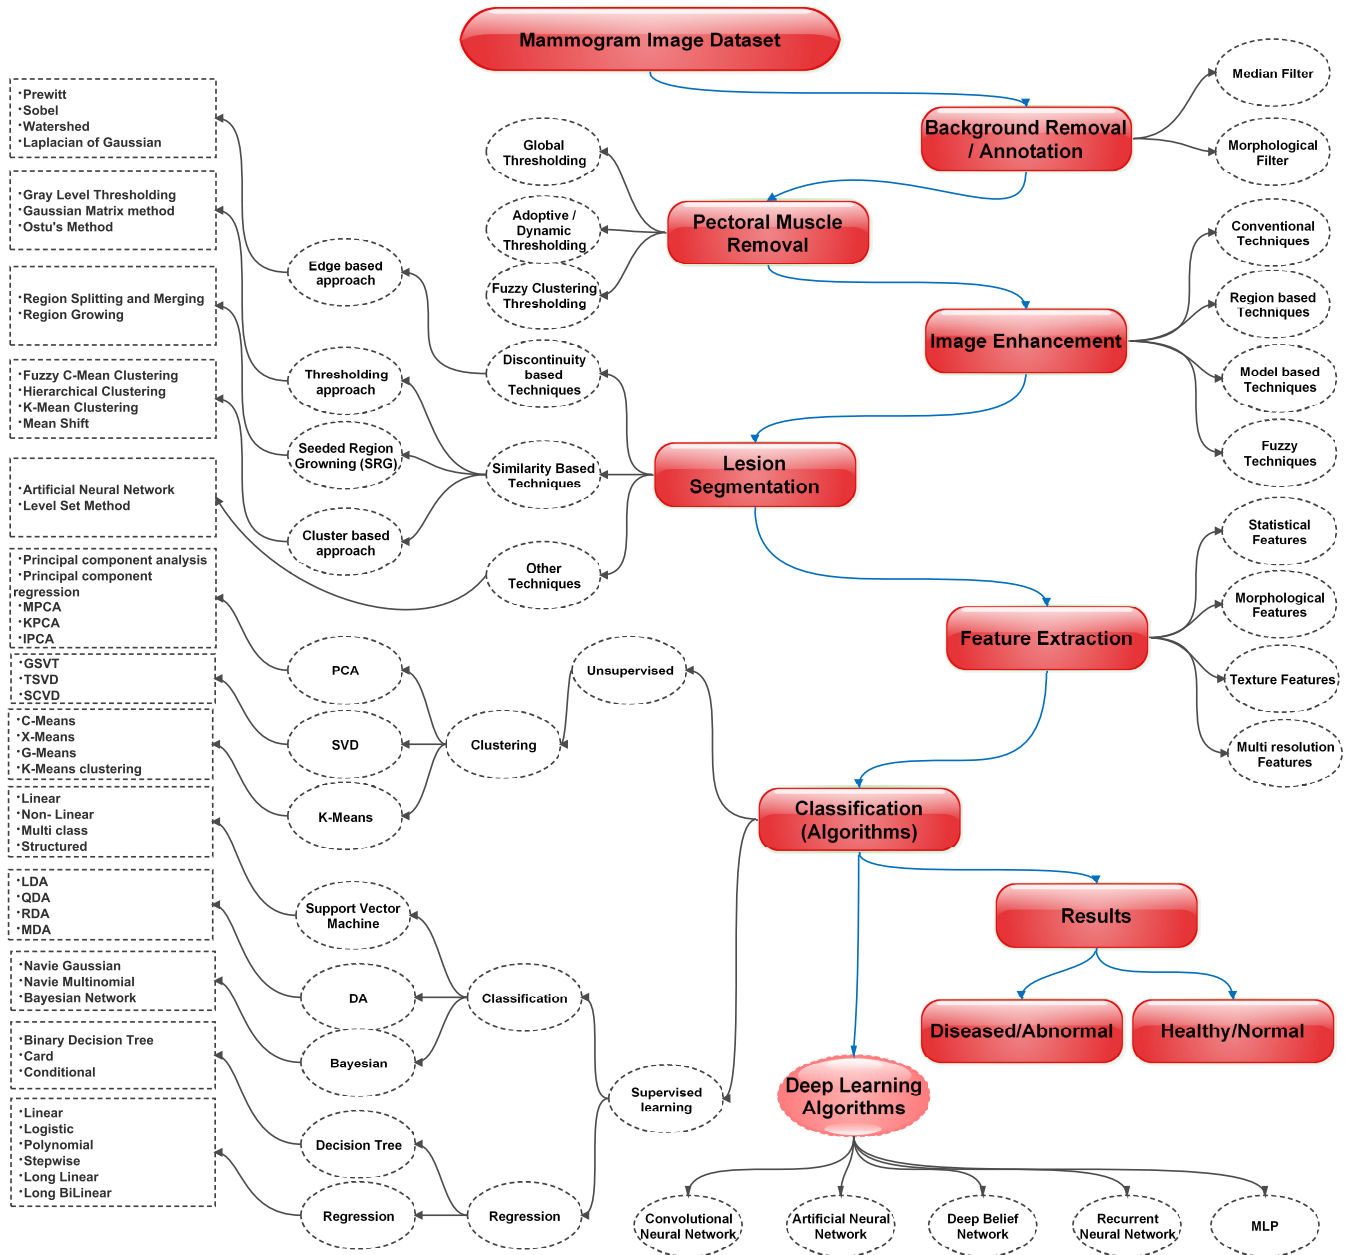 Mammogram Image Dataset
Background Removal
/ Annotation
Median Filter
Morphological
Filter
Pectoral Muscle
Removal
Global
Thresholding
Adoptive /
Dynamic
Thresholding
Fuzzy Clustering
Thresholding
Image Enhancement
Conventional
Techniques
Region based
Techniques
Model based
Techniques
Fuzzy
Techniques
Lesion
Segmentation
Discontinuity
based
Techniques
Similarity Based
Techniques
Other
Techniques
Edge based
approach
Thresholding
approach
Seeded Region
Growning (SRG)
Cluster based
approach
·Prewitt
·Sobel
·Watershed
·Laplacian of Gaussian
·Gray Level Thresholding
·Gaussian Matrix method
·Ostu's Method
·Region Splitting and Merging
·Region Growing
·Fuzzy C-Mean Clustering
·Hierarchical Clustering
·K-Mean Clustering
·Mean Shift
·Artificial Neural Network
·Level Set Method
Feature Extraction
Statistical
Features
Morphological
Features
Texture Features
Multi resolution
Features
Classification
(Algorithms)
Unsupervised
Clustering
PCA
SVD
K-Means
·Principal component analysis
·Principal component
regression
·MPCA
·KPCA
·IPCA
·GSVT
·TSVD
·SCVD
·C-Means
·X-Means
·G-Means
·K-Means clustering
Supervised
learning
Classification
Support Vector
Machine
DA
Bayesian
·Linear
·Non- Linear
·Multi class
·Structured
·LDA
·QDA
·RDA
·MDA
·Navie Gaussian
·Navie Multinomial
·Bayesian Network
Regression
Decision Tree
Regression
·Binary Decision Tree
·Card
·Conditional
·Linear
·Logistic
·Polynomial
·Stepwise
·Long Linear
·Long BiLinear
Results
Diseased/Abnormal
Healthy/Normal
Deep Learning
Algorithms
Convolutional
Neural Network
Artificial Neural
Network
Deep Belief
Network
Recurrent
Neural Network
MLP